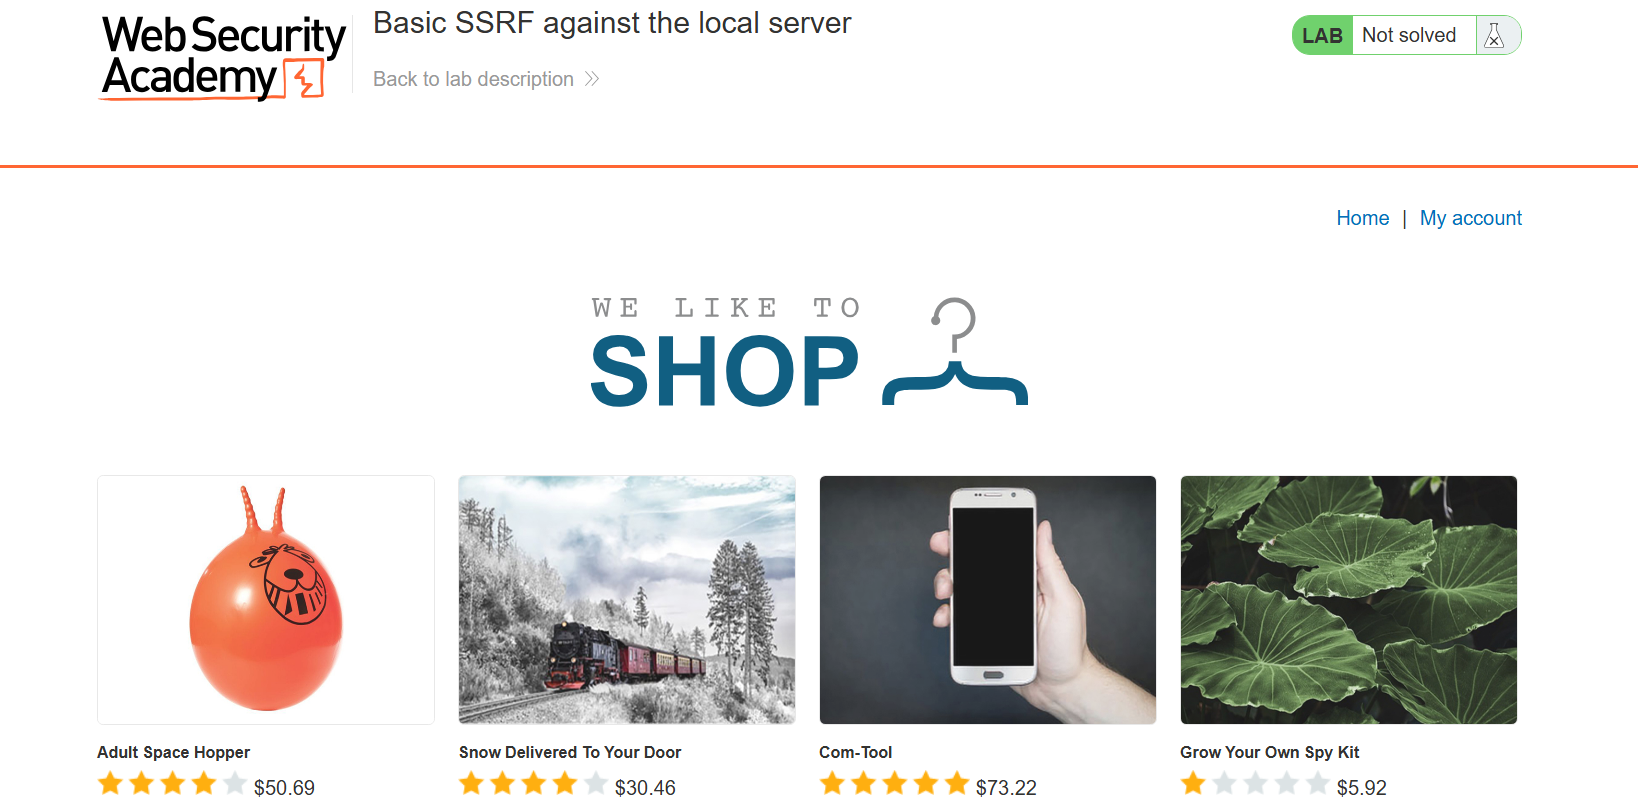 Web Security
Academy
Basic SSRF against the local server
Back to lab description
LAB Not solved
Home | My account
WE LIKE TO
SHOP
Adult Space Hopper
$50.69
Snow Delivered To Your Door
$30.46
Com-Tool
$73.22
Grow Your Own Spy Kit
$5.92